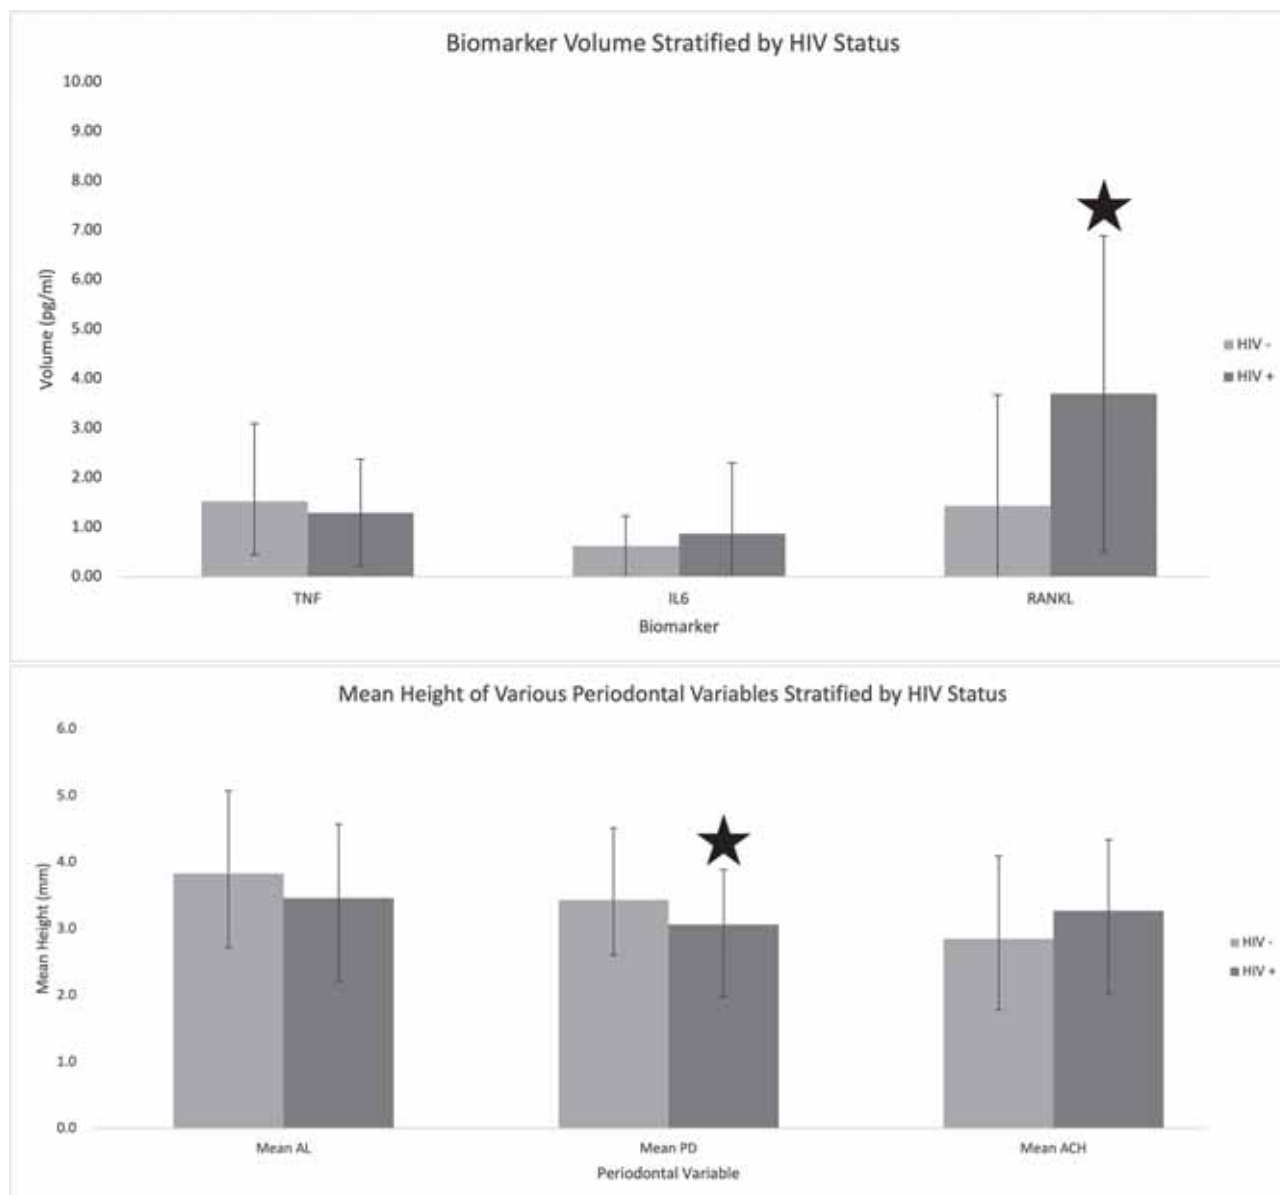 Biomarker Volume Stratified by HIV Status
10.00
9.00
8.00
7.00
6.00
5.00
4.00
3.00
2.00
1.00
0.00
Volume (pg/ml)
TNF IL6 RANKL
Biomarker
HIV -
HIV +
Mean Height of Various Periodontal Variables Stratified by HIV Status
6.0
5.0
4.0
3.0
2.0
1.0
0.0
Mean Height (mm)
Mean AL Mean PD Mean ACH
Periodontal Variable
HIV -
HIV +